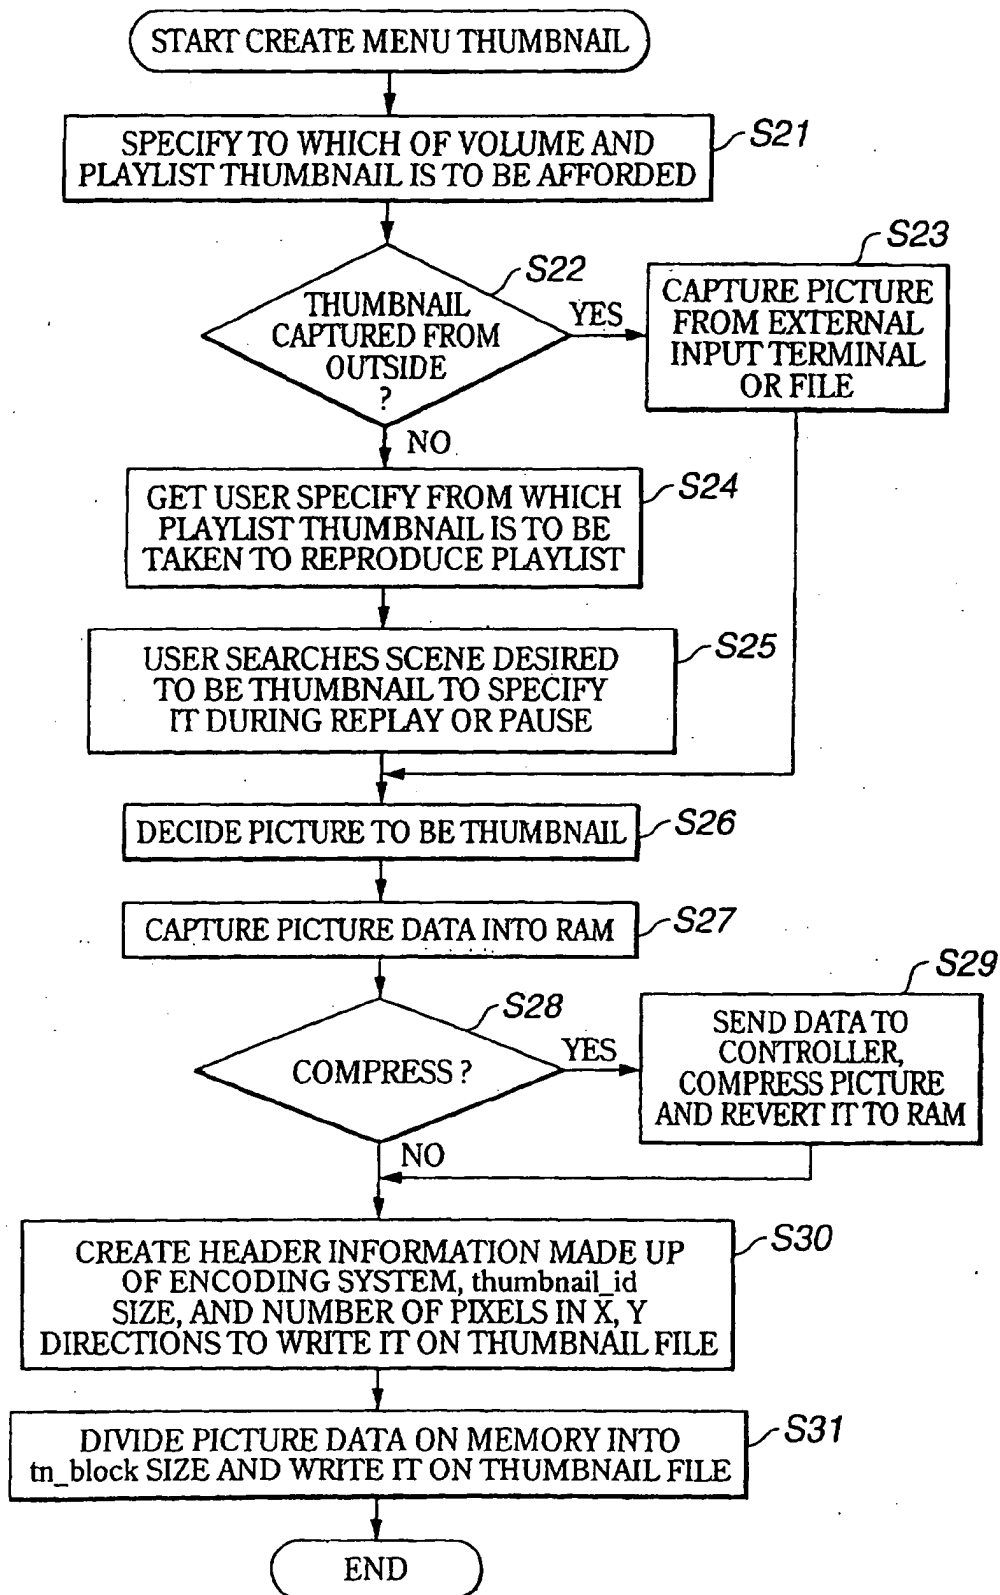 START CREATE MENU THUMBNAIL
S21
SPECIFY TO WHICH OF VOLUME AND
PLAYLIST THUMBNAIL IS TO BE AFFORDED
S22
THUMBNAIL
CAPTURED FROM
OUTSIDE
?
YES
S23
CAPTURE PICTURE
FROM EXTERNAL
INPUT TERMINAL
OR FILE
NO
S24
GET USER SPECIFY FROM WHICH
PLAYLIST THUMBNAIL IS TO BE
TAKEN TO REPRODUCE PLAYLIST
S25
USER SEARCHES SCENE DESIRED
TO BE THUMBNAIL TO SPECIFY
IT DURING REPLAY OR PAUSE
S26
DECIDE PICTURE TO BE THUMBNAIL
S27
CAPTURE PICTURE DATA INTO RAM
S28
COMPRESS ?
YES
S29
SEND DATA TO
CONTROLLER,
COMPRESS PICTURE
AND REVERT IT TO RAM
NO
S30
CREATE HEADER INFORMATION MADE UP
OF ENCODING SYSTEM, thumbnail_id
SIZE, AND NUMBER OF PIXELS IN X, Y
DIRECTIONS TO WRITE IT ON THUMBNAIL FILE
S31
DIVIDE PICTURE DATA ON MEMORY INTO
tn_block SIZE AND WRITE IT ON THUMBNAIL FILE
END